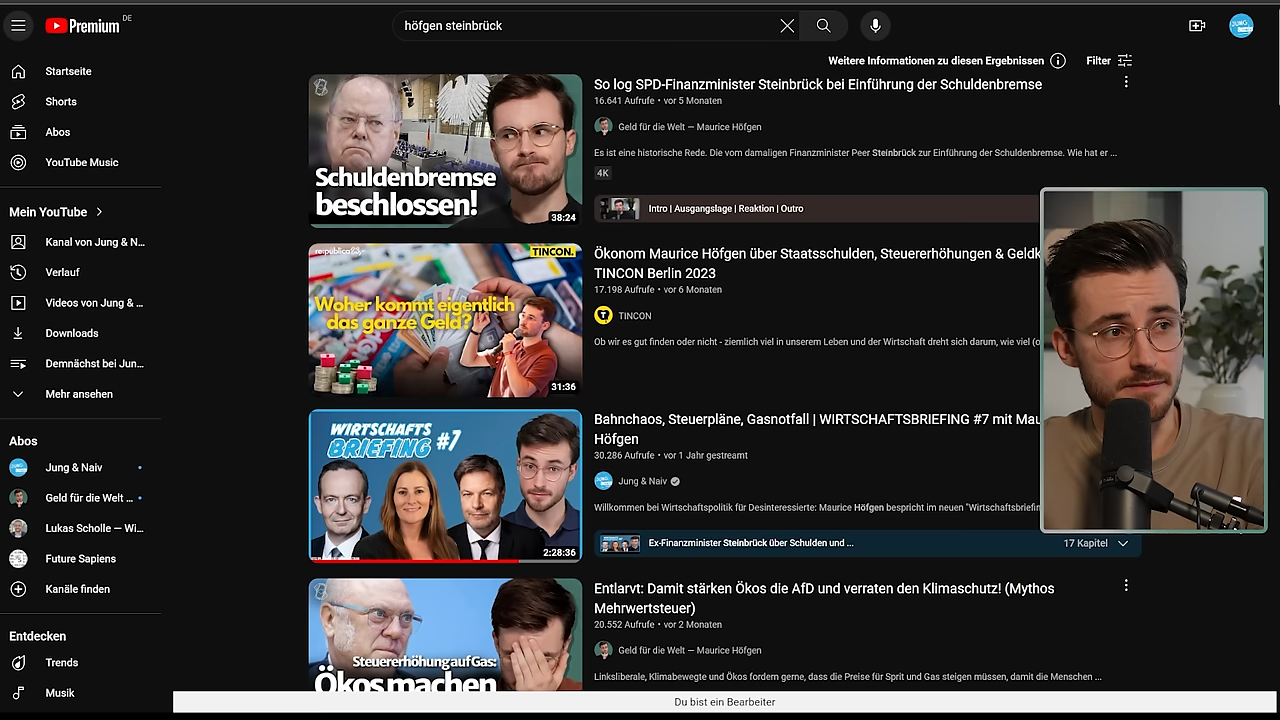 Premium DE
höfgen steinbrück
Startseite
Shorts
Abos
YouTube Music
Mein YouTube
Kanal von Jung & N...
Verlauf
Videos von Jung & ...
Downloads
Demnächst bei Jun...
Mehr ansehen
Abos
Jung & Naiv
Geld für die Welt ...
Lukas Scholle — Wi...
Future Sapiens
Kanäle finden
Entdecken
Trends
Musik
Weitere Informationen zu diesen Ergebnissen
Filter
Schuldenbremse
beschlossen!
38:24
So log SPD-Finanzminister Steinbrück bei Einführung der Schuldenbremse
16.641 Aufrufe • vor 5 Monaten
Geld für die Welt — Maurice Höfgen
Es ist eine historische Rede. Die vom damaligen Finanzminister Peer Steinbrück zur Einführung der Schuldenbremse. Wie hat er ...
4K
Intro | Ausgangslage | Reaktion | Outro
re:publica 23
TINCON.
Woher kommt eigentlich
das ganze Geld?
31:36
Ökonom Maurice Höfgen über Staatsschulden, Steuererhöhungen & Geldk
TINCON Berlin 2023
17.198 Aufrufe • vor 6 Monaten
TINCON
Ob wir es gut finden oder nicht - ziemlich viel in unserem Leben und der Wirtschaft dreht sich darum, wie viel (o
WIRTSCHAFTS
BRIEFING #7
2:28:36
Bahnchaos, Steuerpläne, Gasnotfall | WIRTSCHAFTSBRIEFING #7 mit Mau
Höfgen
30.286 Aufrufe • vor 1 Jahr gestreamt
Jung & Naiv
Willkommen bei Wirtschaftspolitik für Desinteressierte: Maurice Höfgen bespricht im neuen "Wirtschaftsbriefin
Ex-Finanzminister Steinbrück über Schulden und ...
17 Kapitel
Steuererhöhung auf Gas:
Ökos machen
Entlarvt: Damit stärken Ökos die AfD und verraten den Klimaschutz! (Mythos
Mehrwertsteuer)
20.552 Aufrufe • vor 2 Monaten
Geld für die Welt — Maurice Höfgen
Linksliberale, Klimabewegte und Ökos fordern gerne, dass die Preise für Sprit und Gas steigen müssen, damit die Menschen ...
Du bist ein Bearbeiter